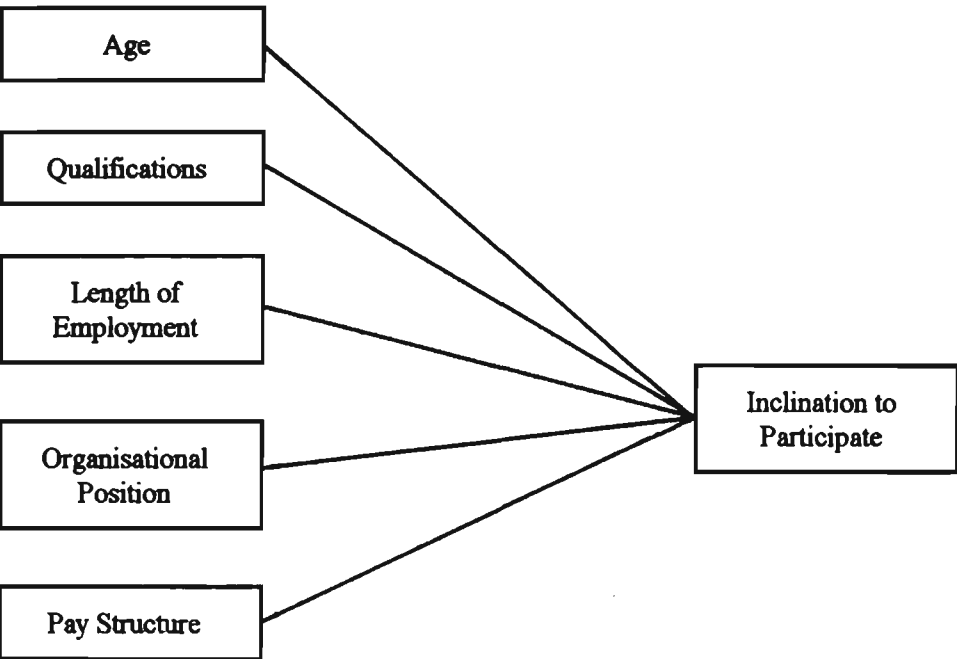 Age
Qualifications
Length of
Employment
Organisational
Position
Pay Structure
Inclination to
Participate